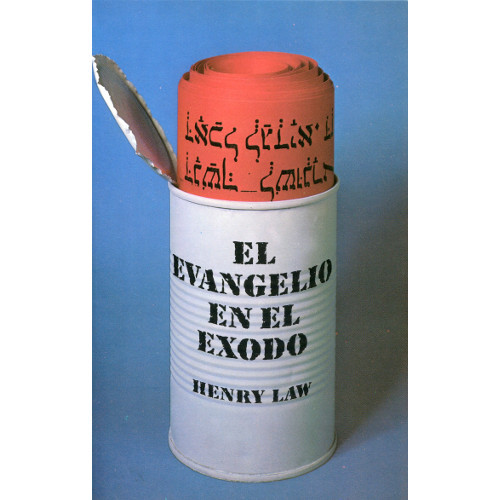 EL
EVANGELIO
EN EL
EXODO
HENRY LAW